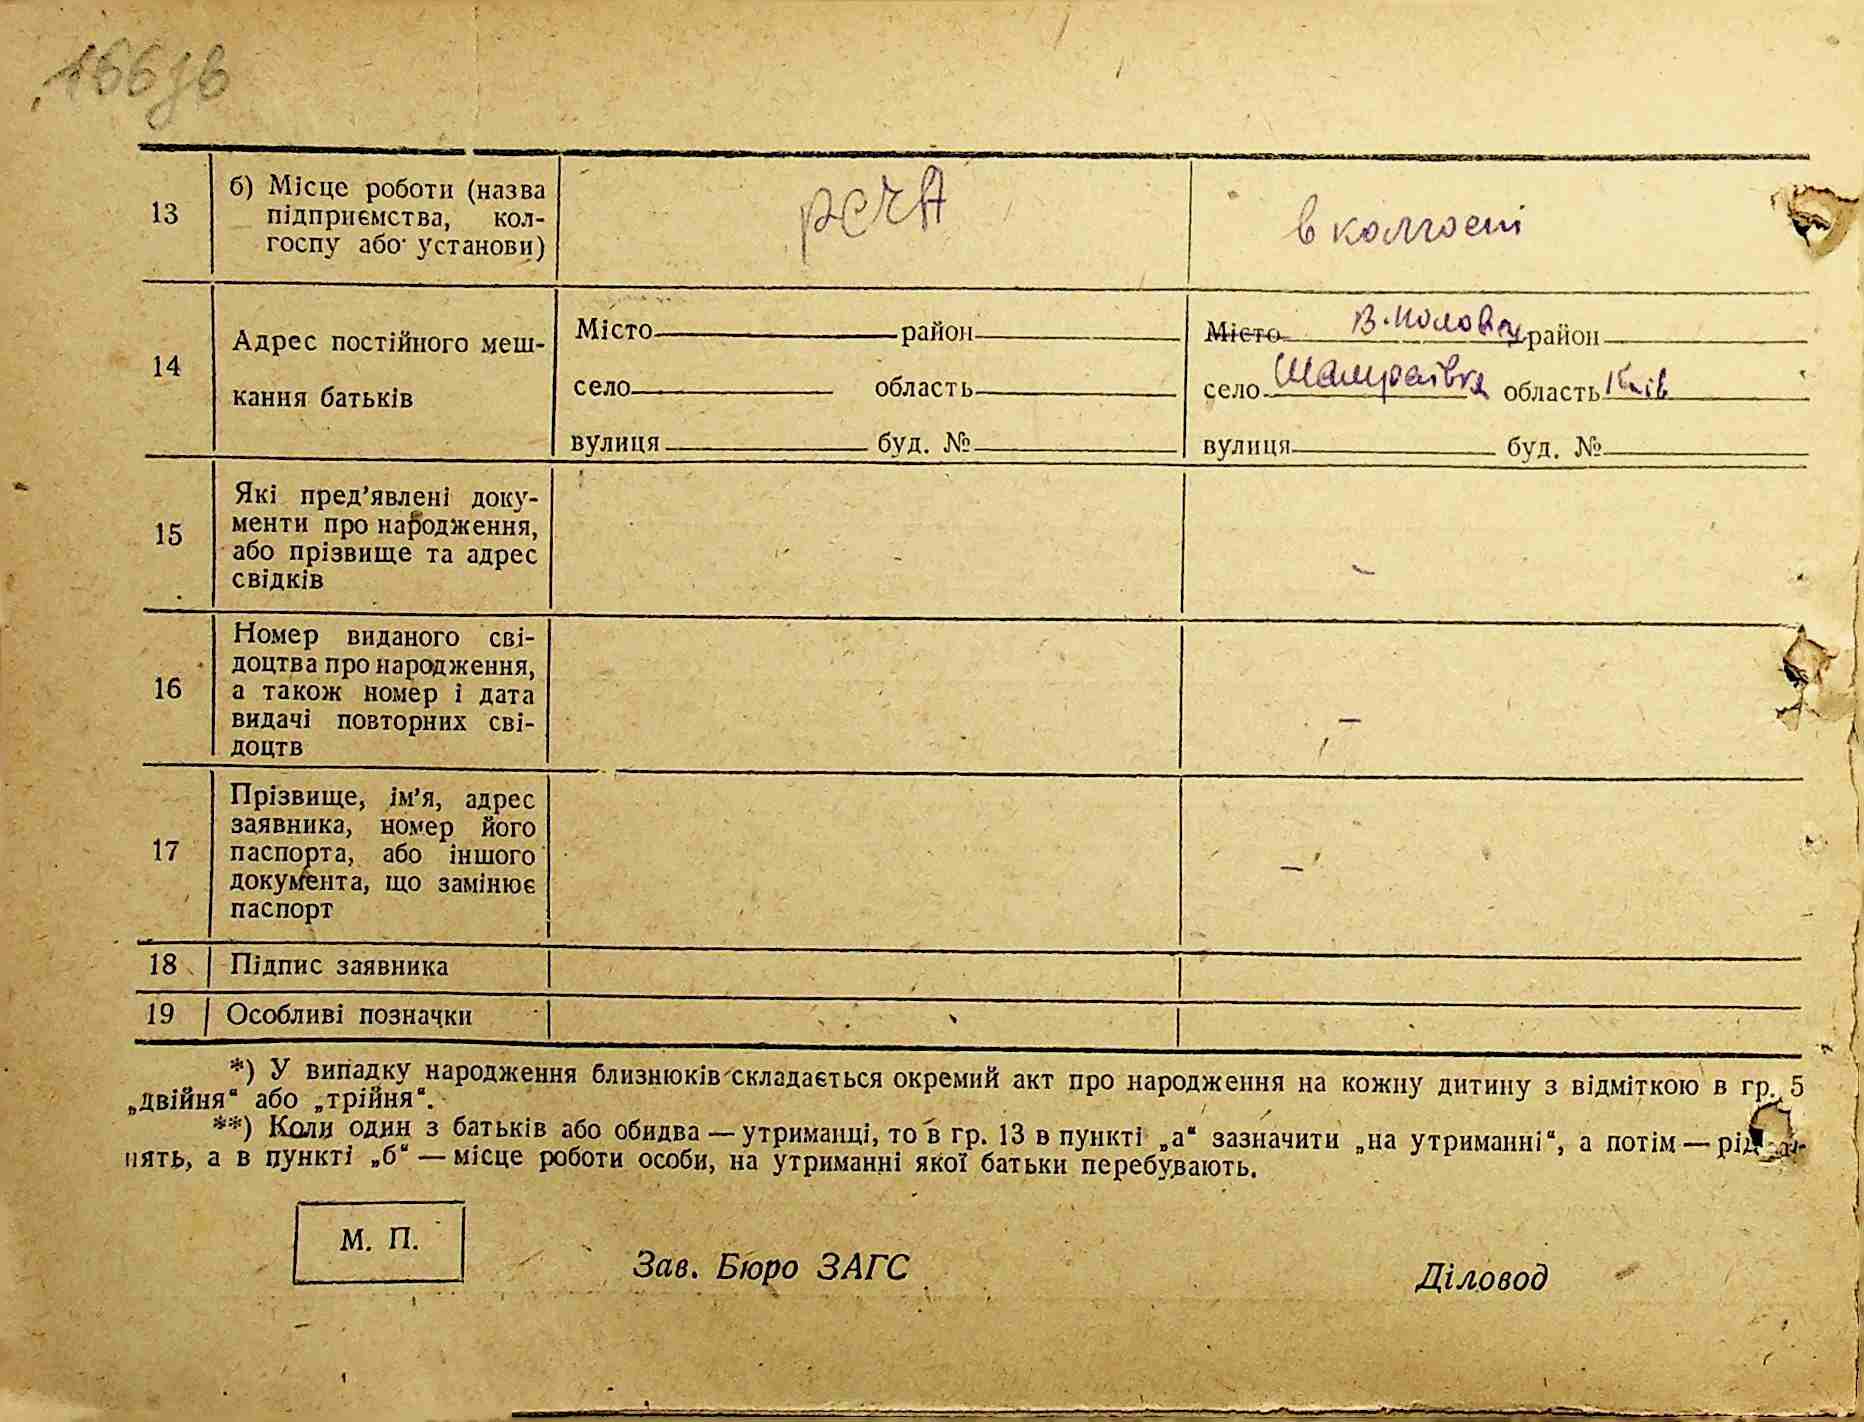 166зв
13
б) Місце роботи (назва
підприємства, кол-
госпу або установи)
РСЧА
в колгоспі
14
Адрес постійного меш-
кання батьків
Місто район
село область
вулиця буд. №
Місто В. Половец. район
село Шамраївка область Київ
вулиця буд. №
15
Які пред’явлені доку-
менти про народження,
або прізвище та адрес
свідків
–
16
Номер виданого сві-
доцтва про народження,
а також номер і дата
видачі повторних сві-
доцтв
–
17
Прізвище, ім’я, адрес
заявника, номер його
паспорта, або іншого
документа, що замінює
паспорт
–
18
Підпис заявника
19
Особливі позначки
*) У випадку народження близнюків складається окремий акт про народження на кожну дитину з відміткою в гр. 5
„двійня“ або „трійня“.
**) Коли один з батьків або обидва — утриманці, то в гр. 13 в пункті „а“ зазначити „на утриманні“, а потім —
нять, а в пункті „б“ — місце роботи особи, на утриманні якої батьки перебувають.
М. П.
Зав. Бюро ЗАГС
Діловод